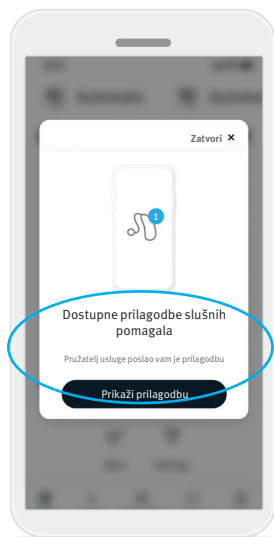 Zatvori ×
1
Dostupne prilagodbe slušnih
pomagala
Pružatelj usluge poslao vam je prilagodbu
Prikaži prilagodbu